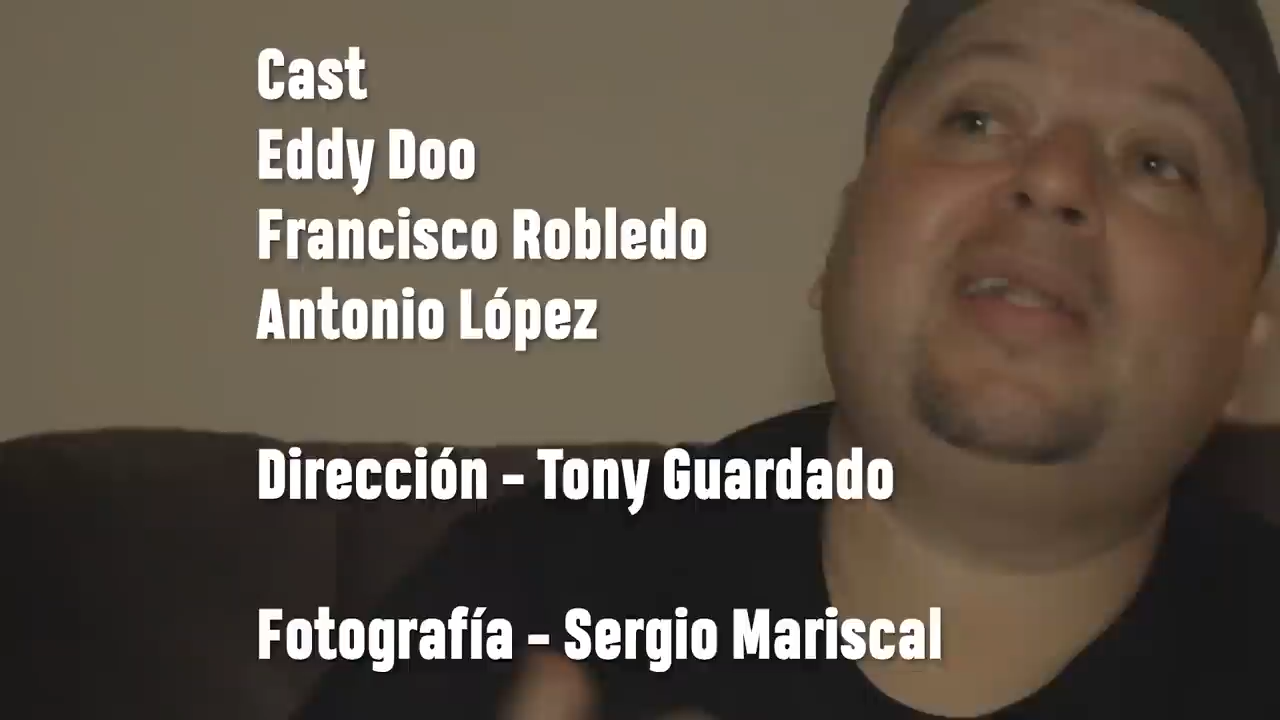 Cast
Eddy Doo
Francisco Robledo
Antonio López
Dirección - Tony Guardado
Fotografía - Sergio Mariscal